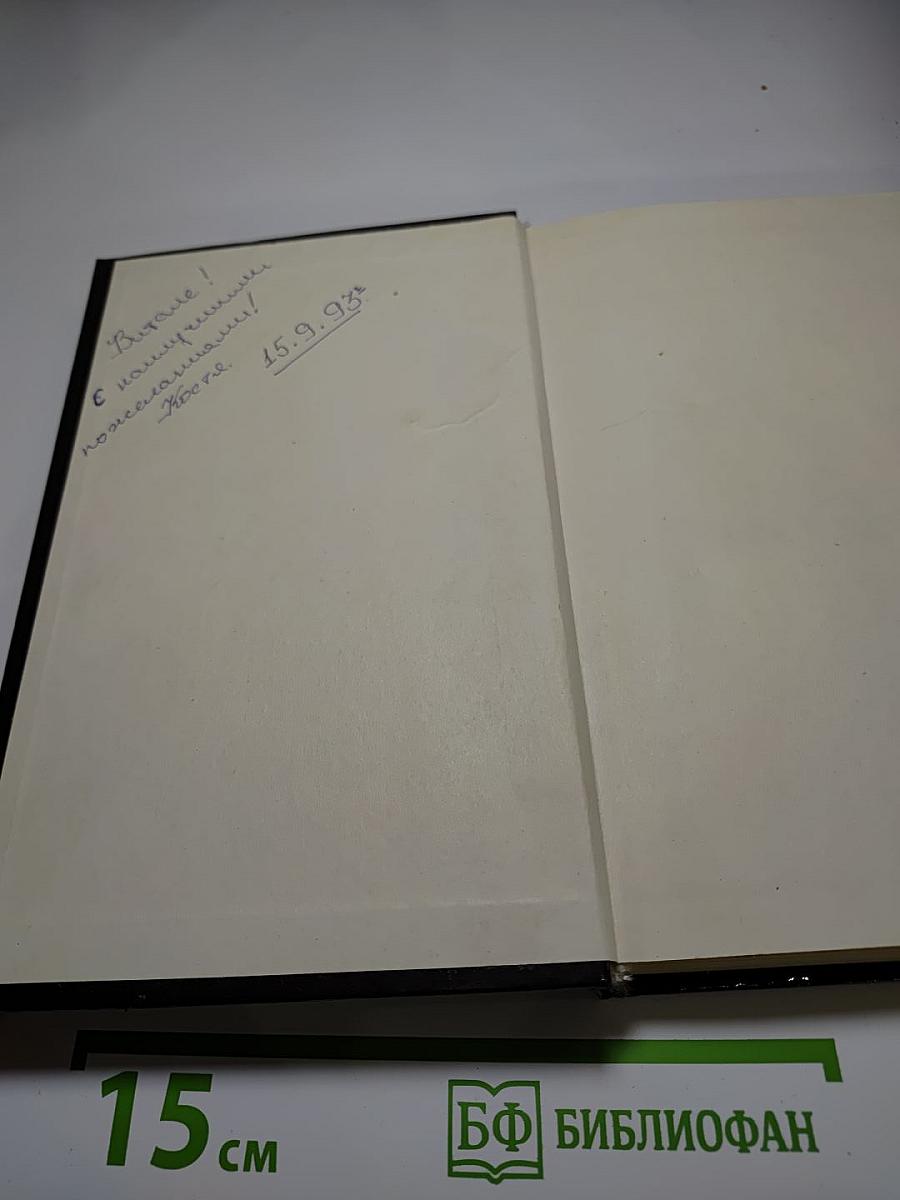 Витале!
С наилучшими
пожеланиями!
Костя.
15.9.93г
15 см
БФ БИБЛИОФАН